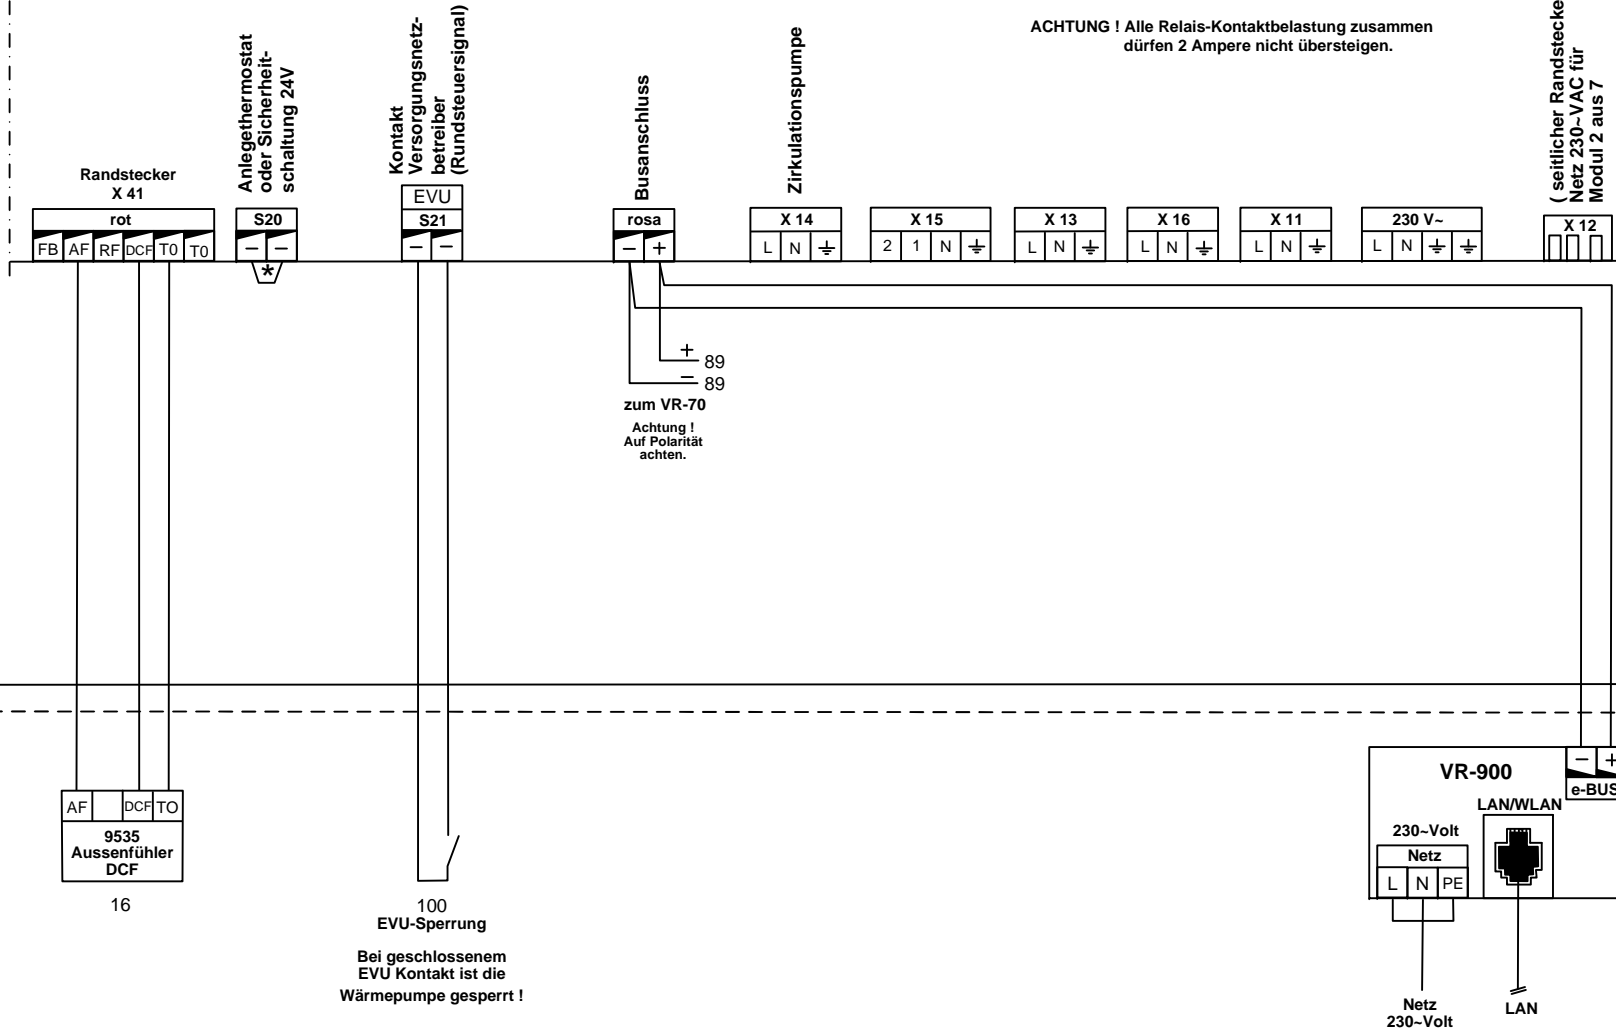 ACHTUNG ! Alle Relais-Kontaktbelastung zusammen
dürfen 2 Ampere nicht übersteigen.
Randstecker
X 41
rot
FB AF RF DCF T0 T0
Anlegethermostat
oder Sicherheit-
schaltung 24V
S20
– –
*
Kontakt
Versorgungsnetz-
betreiber
(Rundsteuersignal)
EVU
S21
– –
Busanschluss
rosa
– +
Zirkulationspumpe
X 14
L N
X 15
2 1 N
X 13
L N
X 16
L N
X 11
L N
230 V~
L N
( seitlicher Randstecke
Netz 230~VAC für
Modul 2 aus 7
X 12
+ 89
– 89
zum VR-70
Achtung !
Auf Polarität
achten.
AF DCF TO
9535
Aussenfühler
DCF
16
100
EVU-Sperrung
Bei geschlossenem
EVU Kontakt ist die
Wärmepumpe gesperrt !
VR-900
– +
e-BUS
LAN/WLAN
230~Volt
Netz
L N PE
Netz
230~Volt
LAN